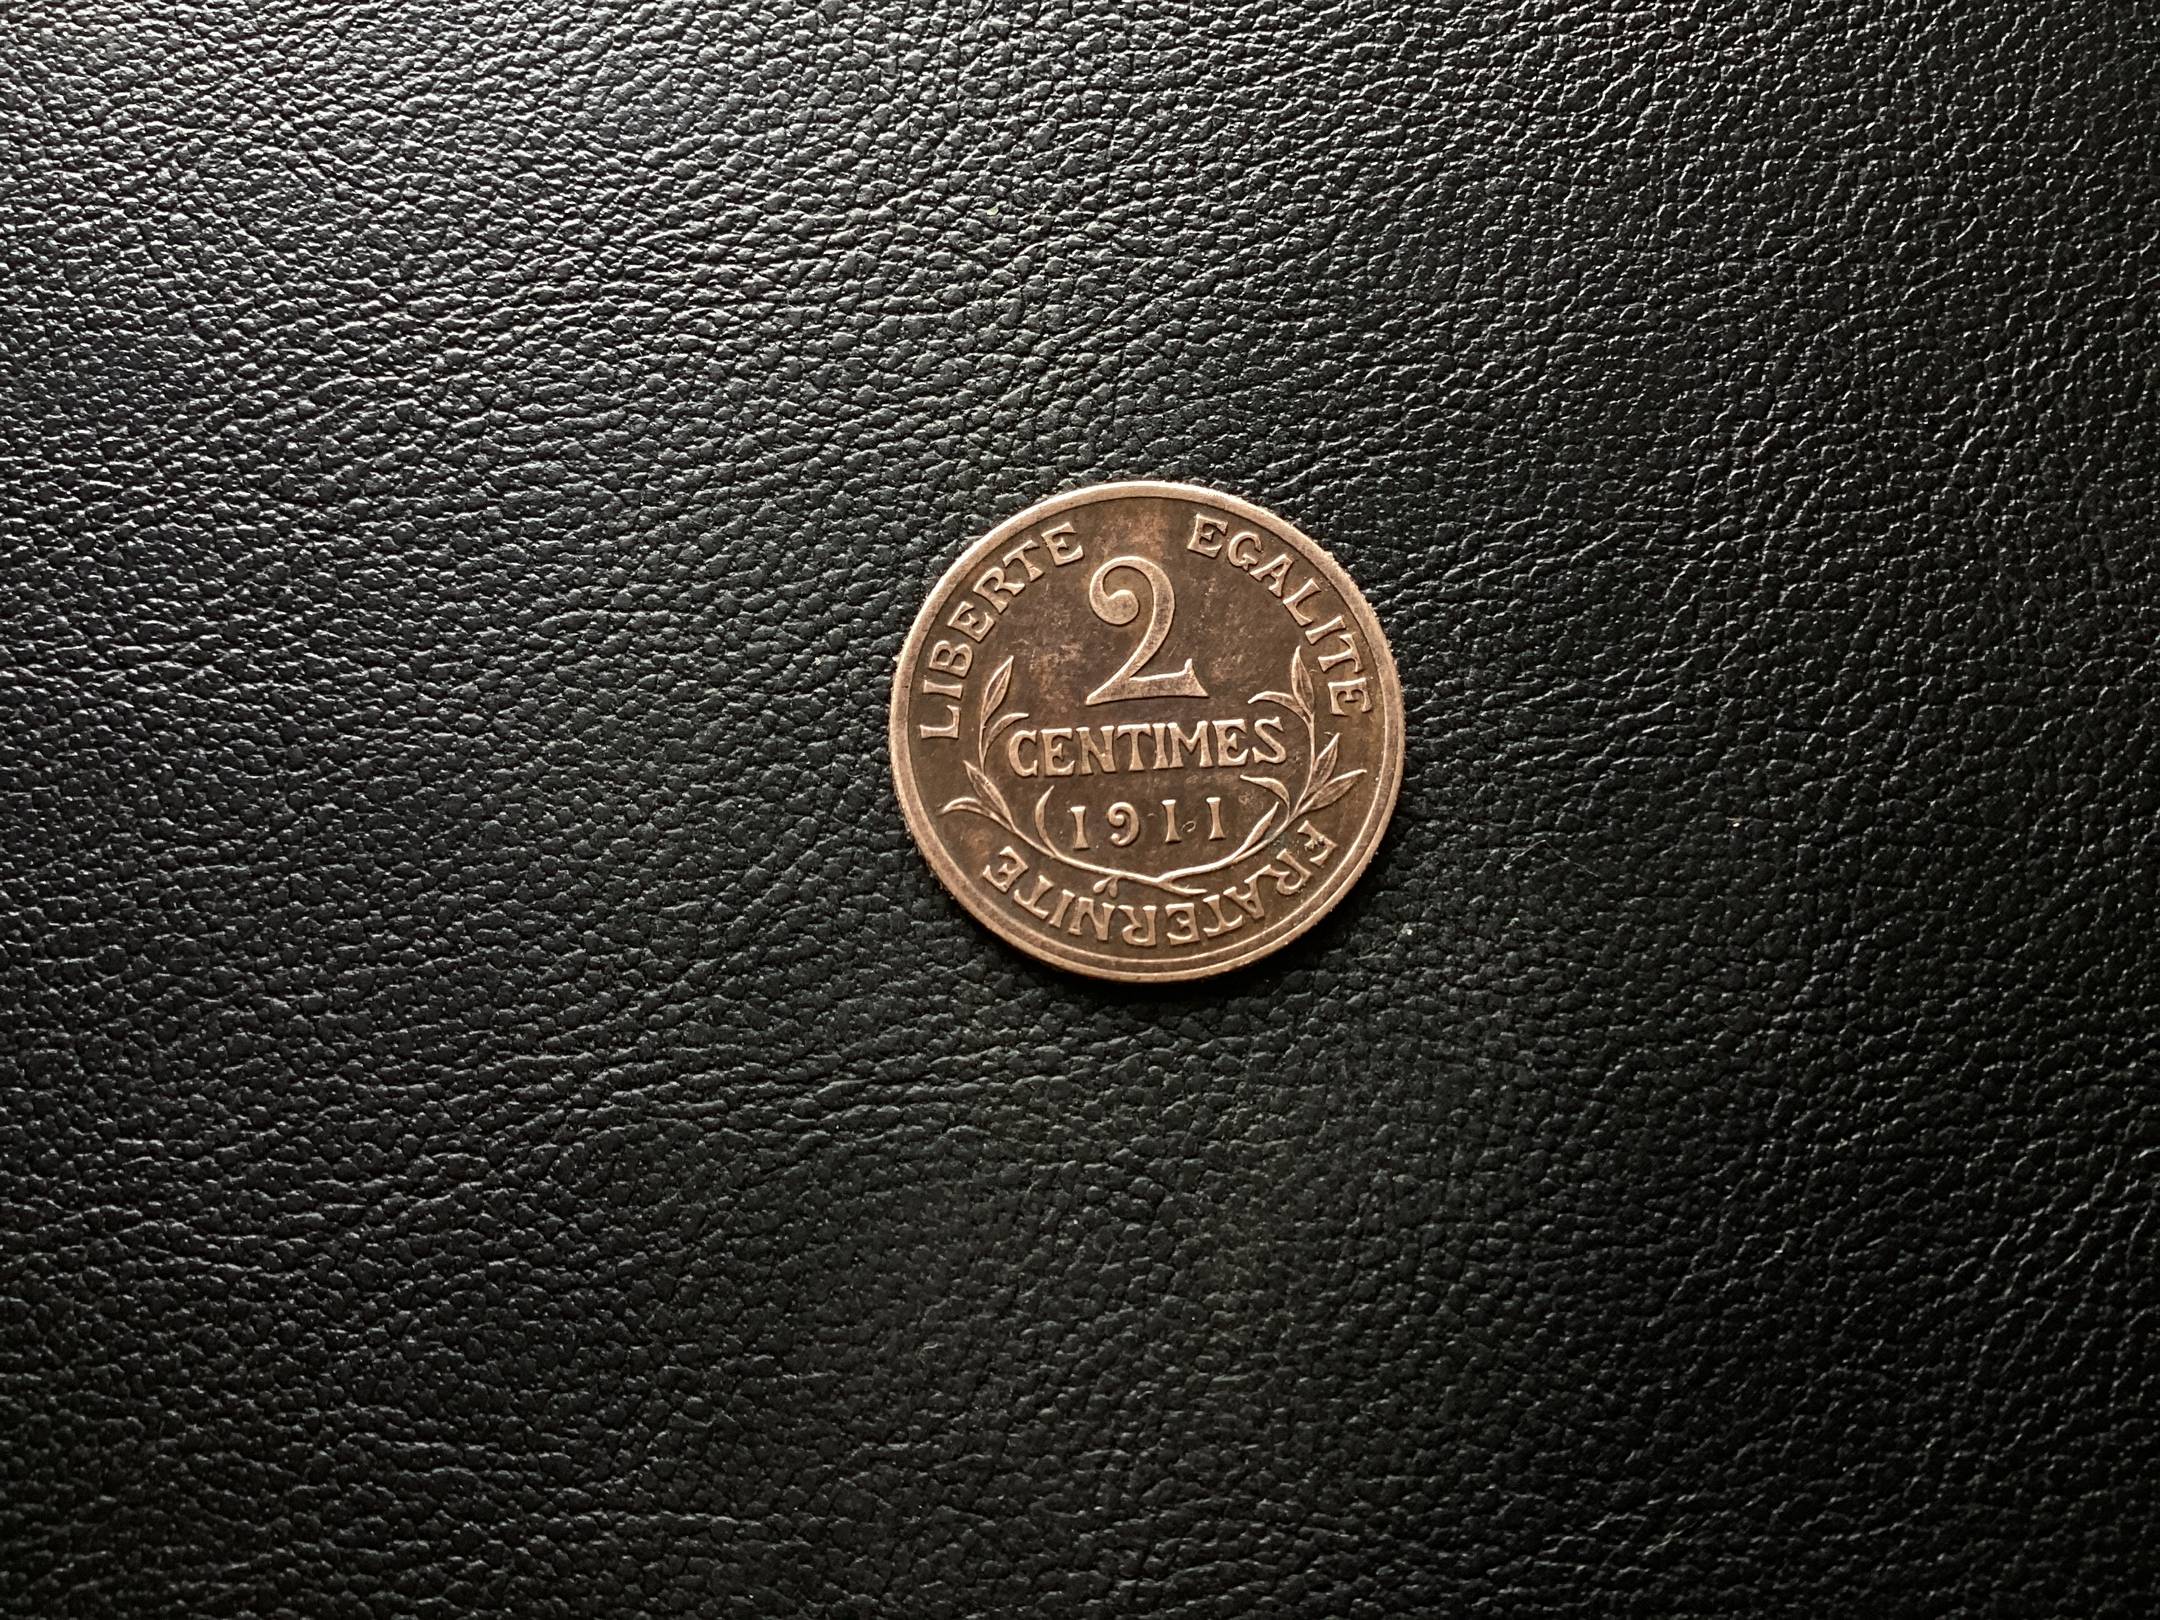 LIBERTE EGALITE FRATERNITE
2
CENTIMES
1911